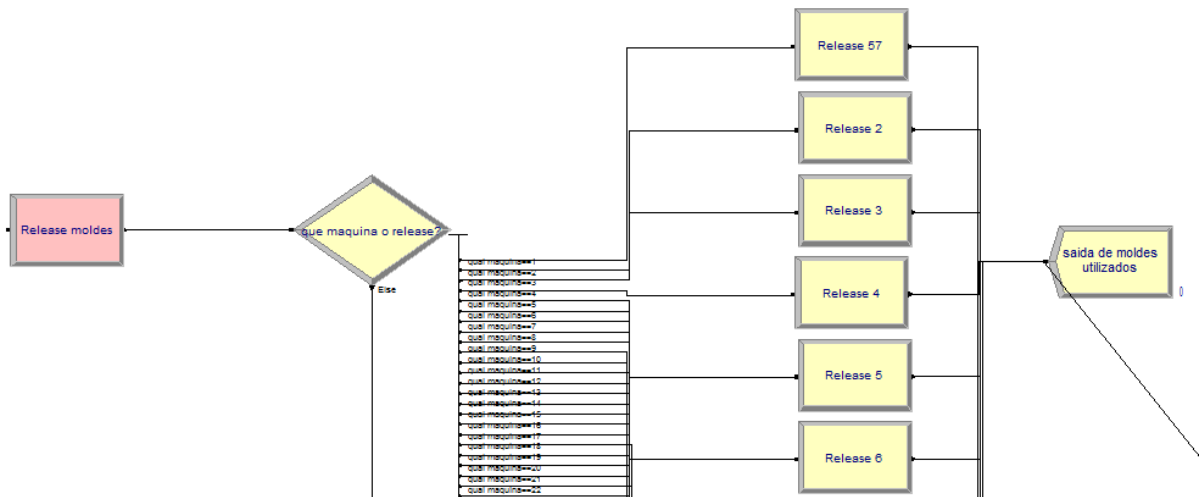 Release 57
Release 2
Release 3
Release 4
Release 5
Release 6
Release moldes
que maquina o release?
Else
qual maquina==1
qual maquina==2
qual maquina==3
qual maquina==4
qual maquina==5
qual maquina==6
qual maquina==7
qual maquina==8
qual maquina==9
qual maquina==10
qual maquina==11
qual maquina==12
qual maquina==13
qual maquina==14
qual maquina==15
qual maquina==16
qual maquina==17
qual maquina==18
qual maquina==19
qual maquina==20
qual maquina==21
qual maquina==22
saida de moldes
utilizados
0